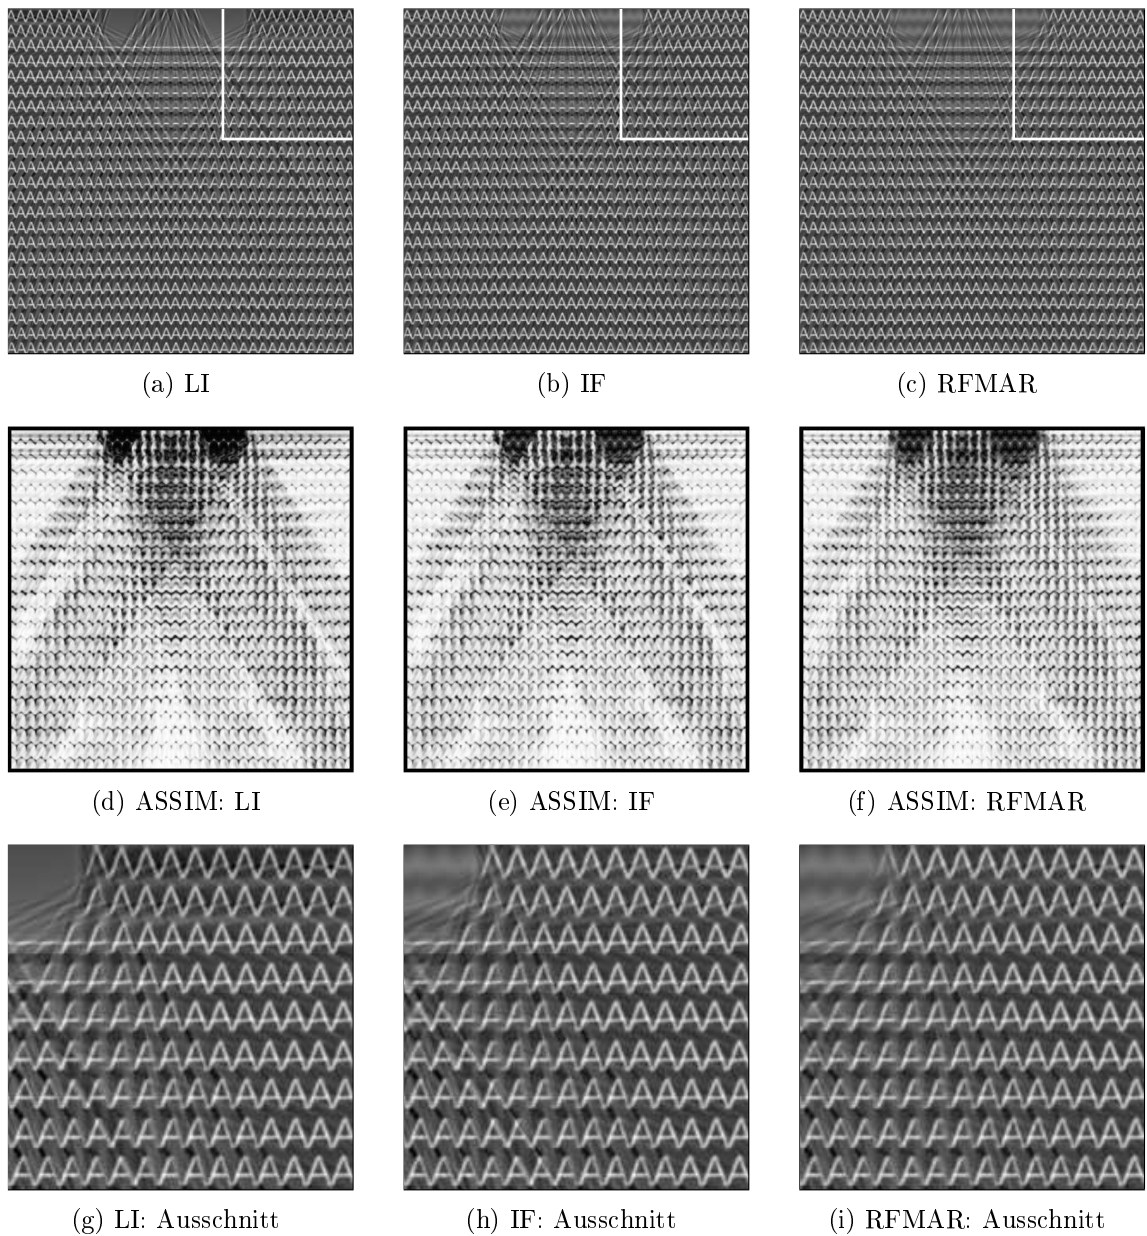 (a) LI
(b) IF
(c) RFMAR
(d) ASSIM: LI
(e) ASSIM: IF
(f) ASSIM: RFMAR
(g) LI: Ausschnitt
(h) IF: Ausschnitt
(i) RFMAR: Ausschnitt